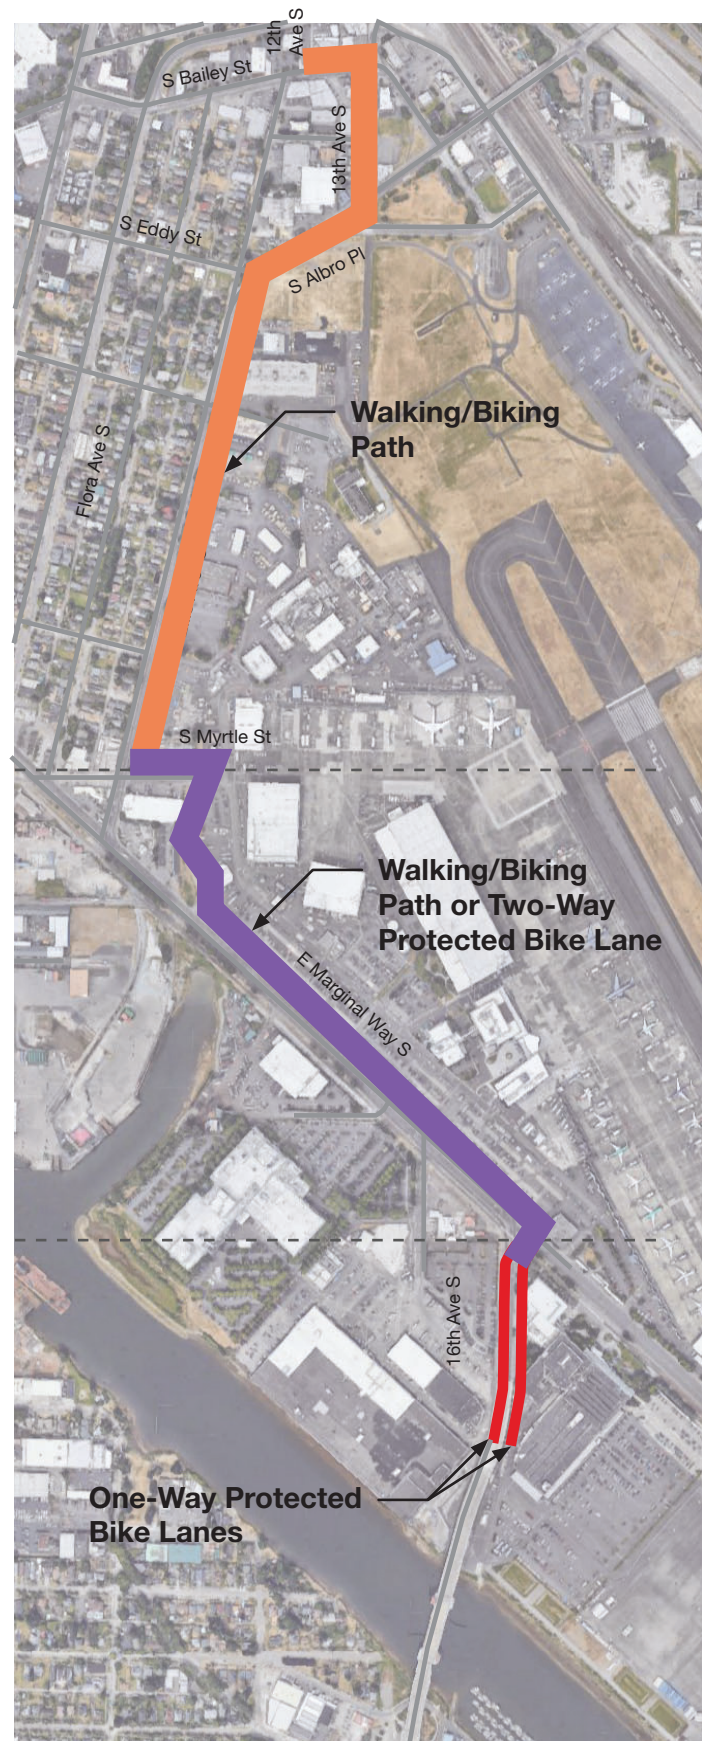 12th
Ave S
S Bailey St
13th Ave S
S Eddy St
S Albro Pl
Walking/Biking
Path
Flora Ave S
S Myrtle St
Walking/Biking
Path or Two-Way
Protected Bike Lane
E Marginal Way S
16th Ave S
One-Way Protected
Bike Lanes